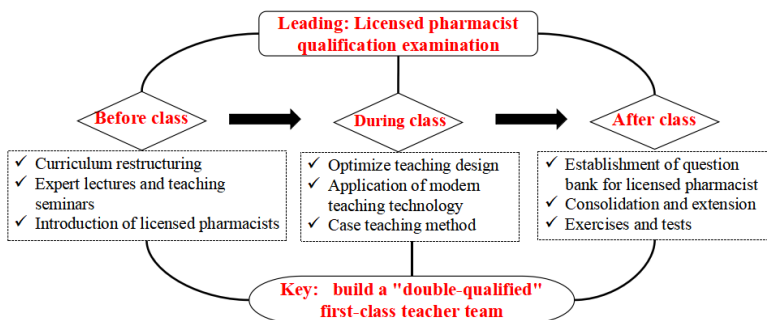 Leading: Licensed pharmacist
qualification examination
Before class
During class
After class
✓ Curriculum restructuring
✓ Expert lectures and teaching
seminars
✓ Introduction of licensed pharmacists
✓ Optimize teaching design
✓ Application of modern
teaching technology
✓ Case teaching method
✓ Establishment of question
bank for licensed pharmacist
✓ Consolidation and extension
✓ Exercises and tests
Key: build a "double-qualified"
first-class teacher team